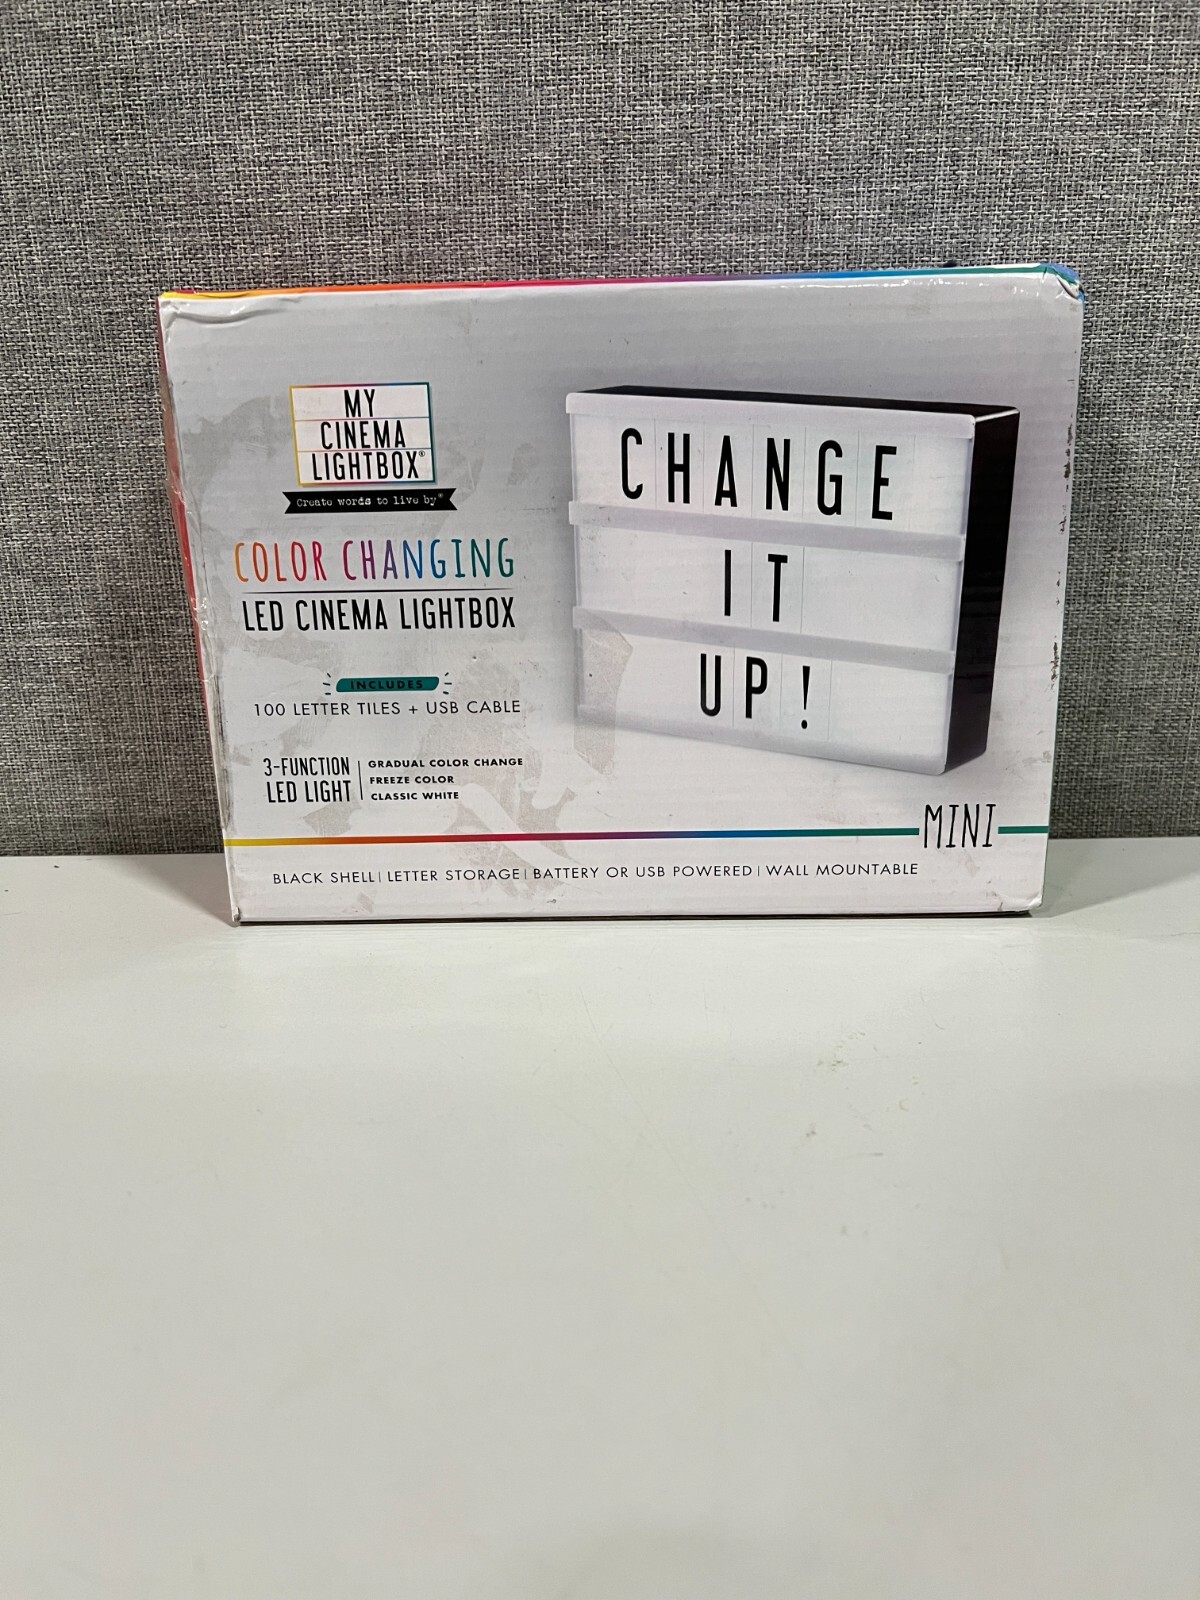 MY
CINEMA
LIGHTBOX®
Create words to live by®
COLOR CHANGING
LED CINEMA LIGHTBOX
INCLUDES
100 LETTER TILES + USB CABLE
3-FUNCTION
LED LIGHT
GRADUAL COLOR CHANGE
FREEZE COLOR
CLASSIC WHITE
CHANGE
IT
UP!
MINI
BLACK SHELL | LETTER STORAGE | BATTERY OR USB POWERED | WALL MOUNTABLE